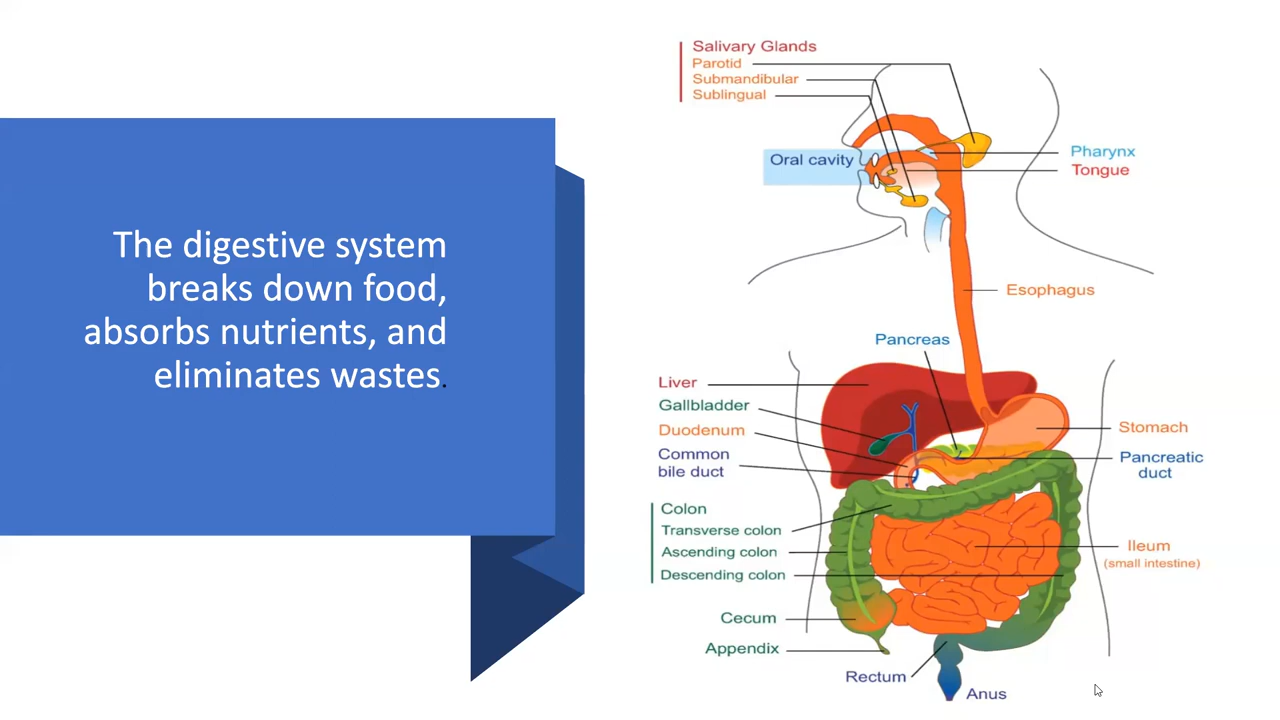 The digestive system
breaks down food,
absorbs nutrients, and
eliminates wastes.
Salivary Glands
Parotid
Submandibular
Sublingual
Oral cavity
Pharynx
Tongue
Esophagus
Pancreas
Liver
Gallbladder
Duodenum
Common
bile duct
Stomach
Pancreatic
duct
Colon
Transverse colon
Ascending colon
Descending colon
Ileum
(small intestine)
Cecum
Appendix
Rectum
Anus